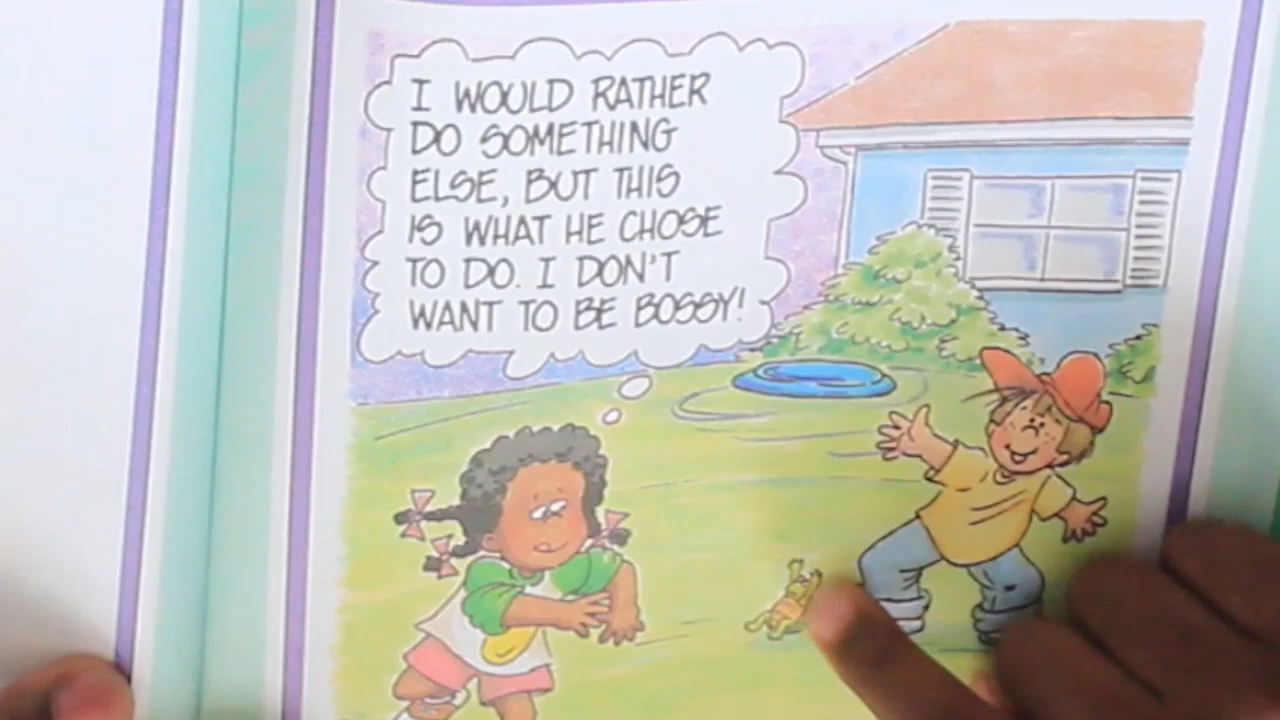 I WOULD RATHER
DO SOMETHING
ELSE, BUT THIS
IS WHAT HE CHOSE
TO DO. I DON'T
WANT TO BE BOSSY!